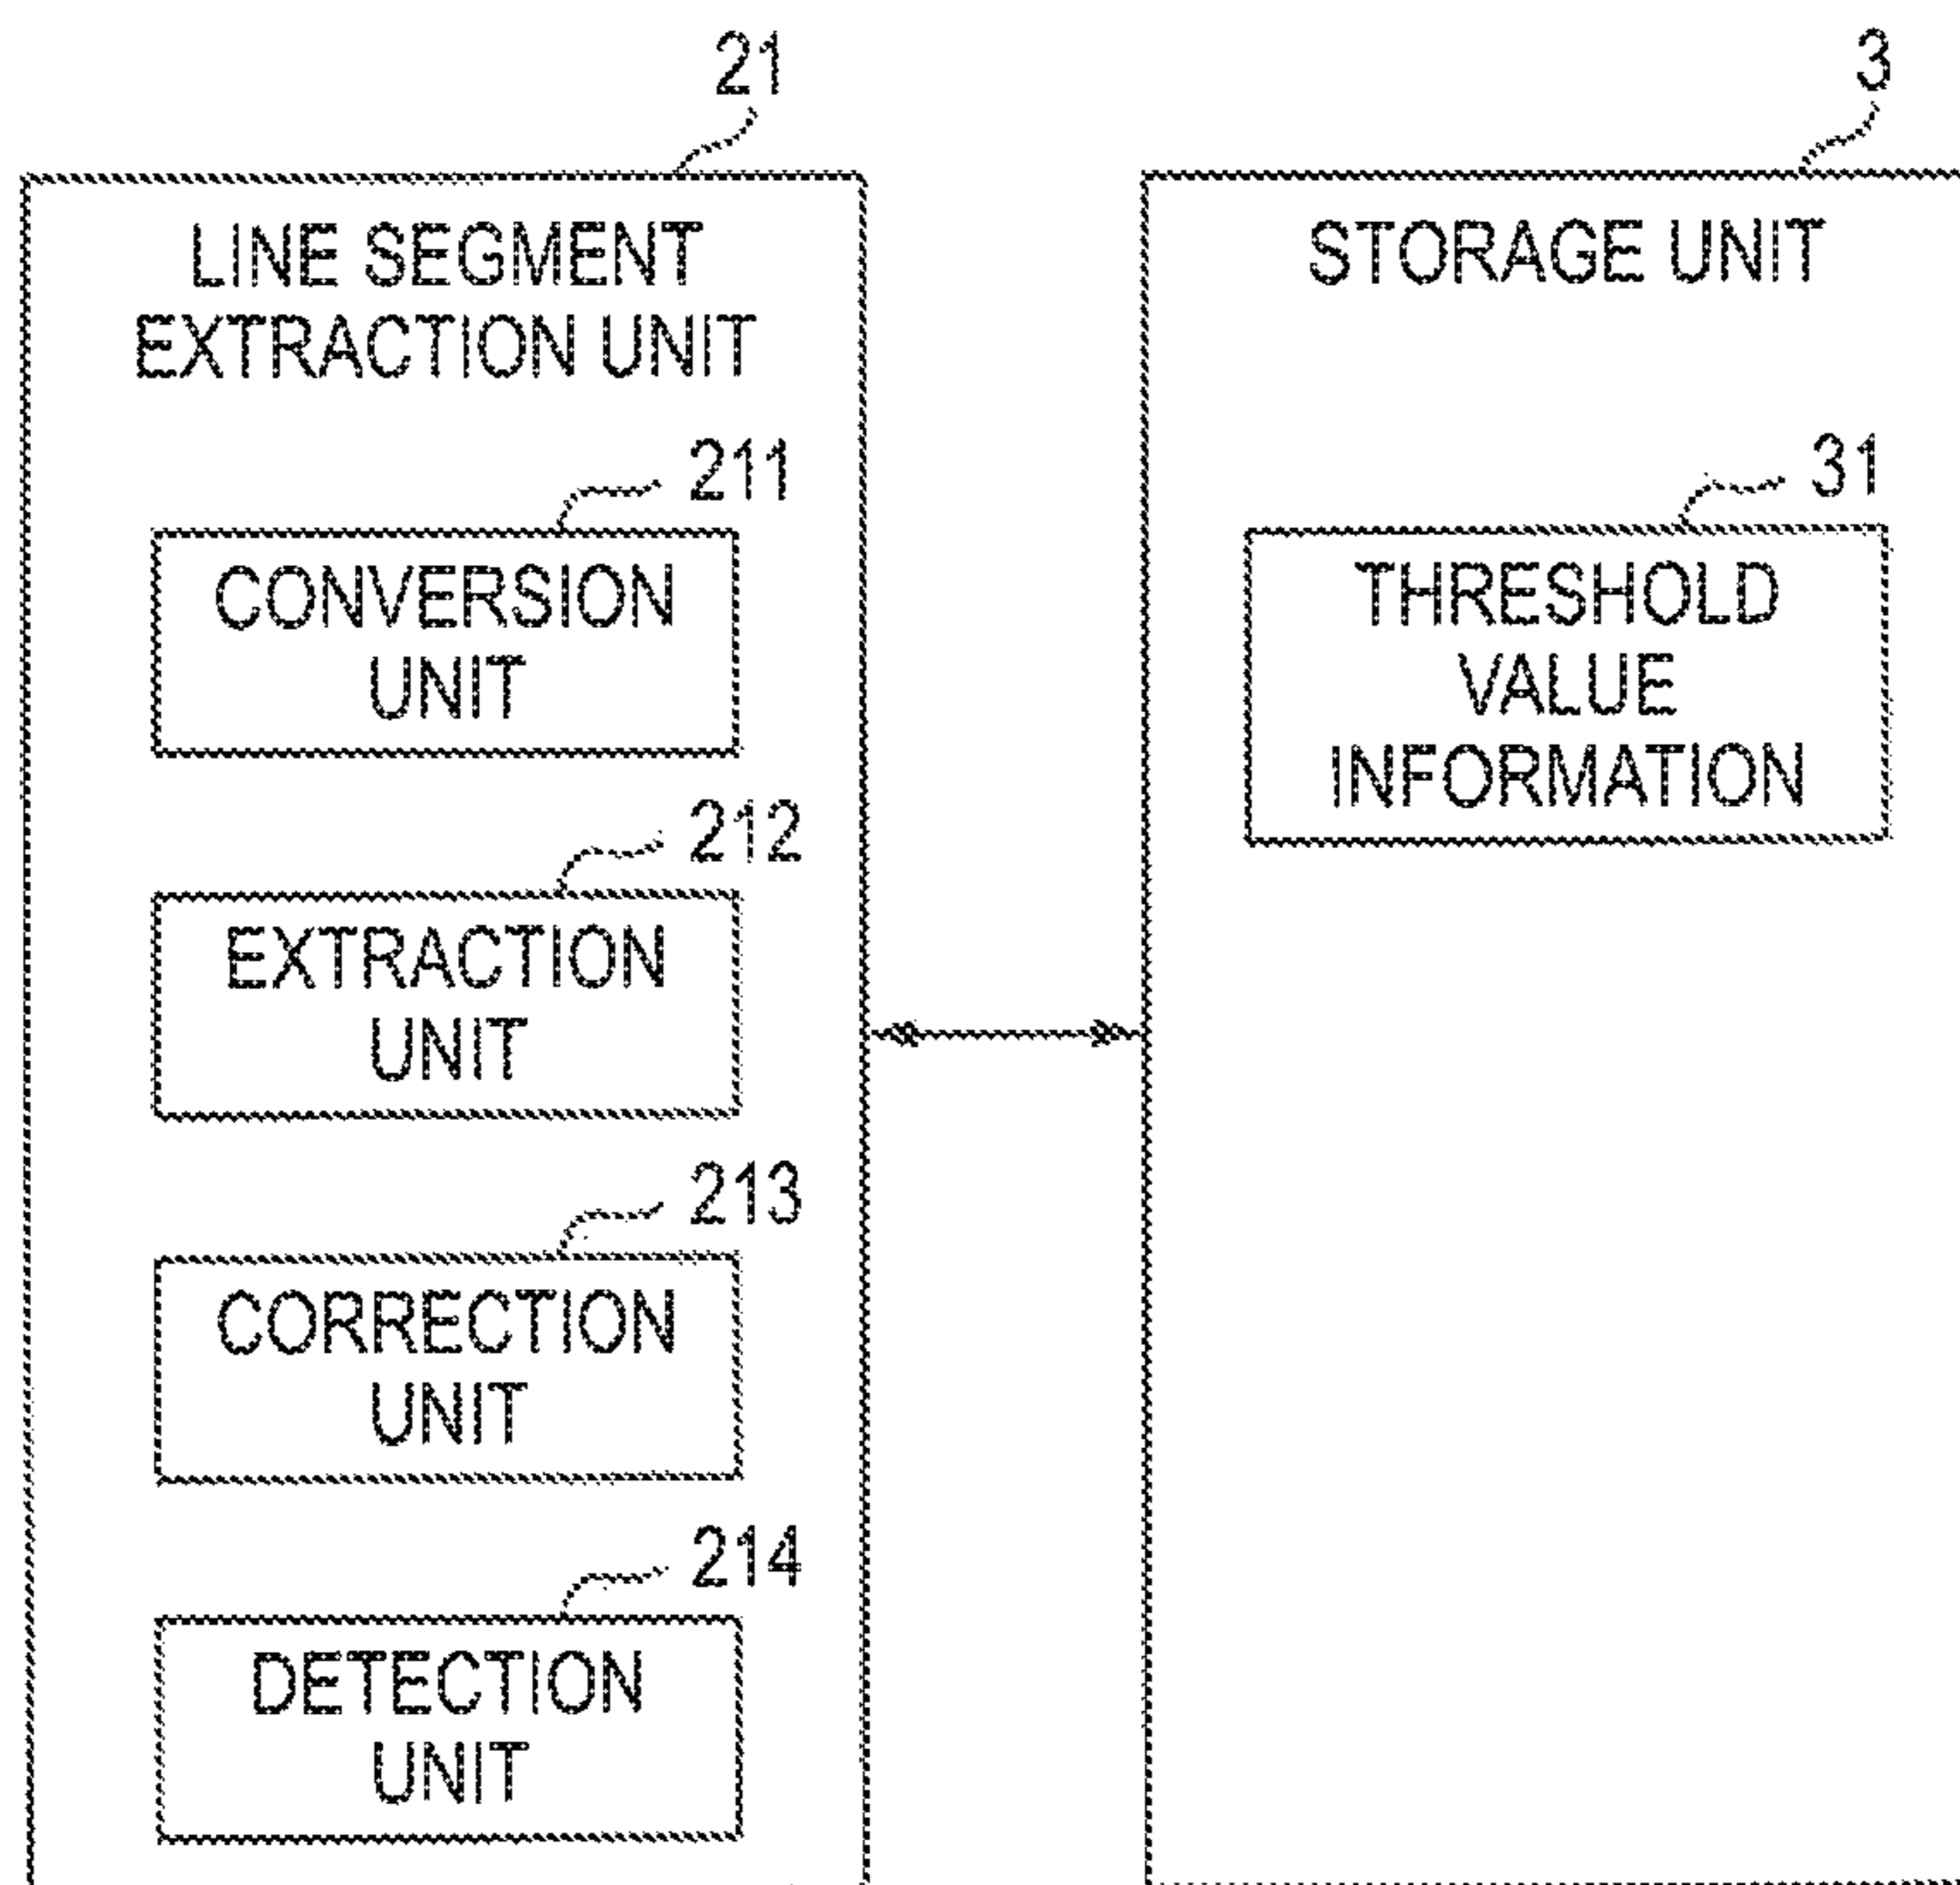 21
LINE SEGMENT
EXTRACTION UNIT
211
CONVERSION
UNIT
212
EXTRACTION
UNIT
213
CORRECTION
UNIT
214
DETECTION
UNIT
3
STORAGE UNIT
31
THRESHOLD
VALUE
INFORMATION